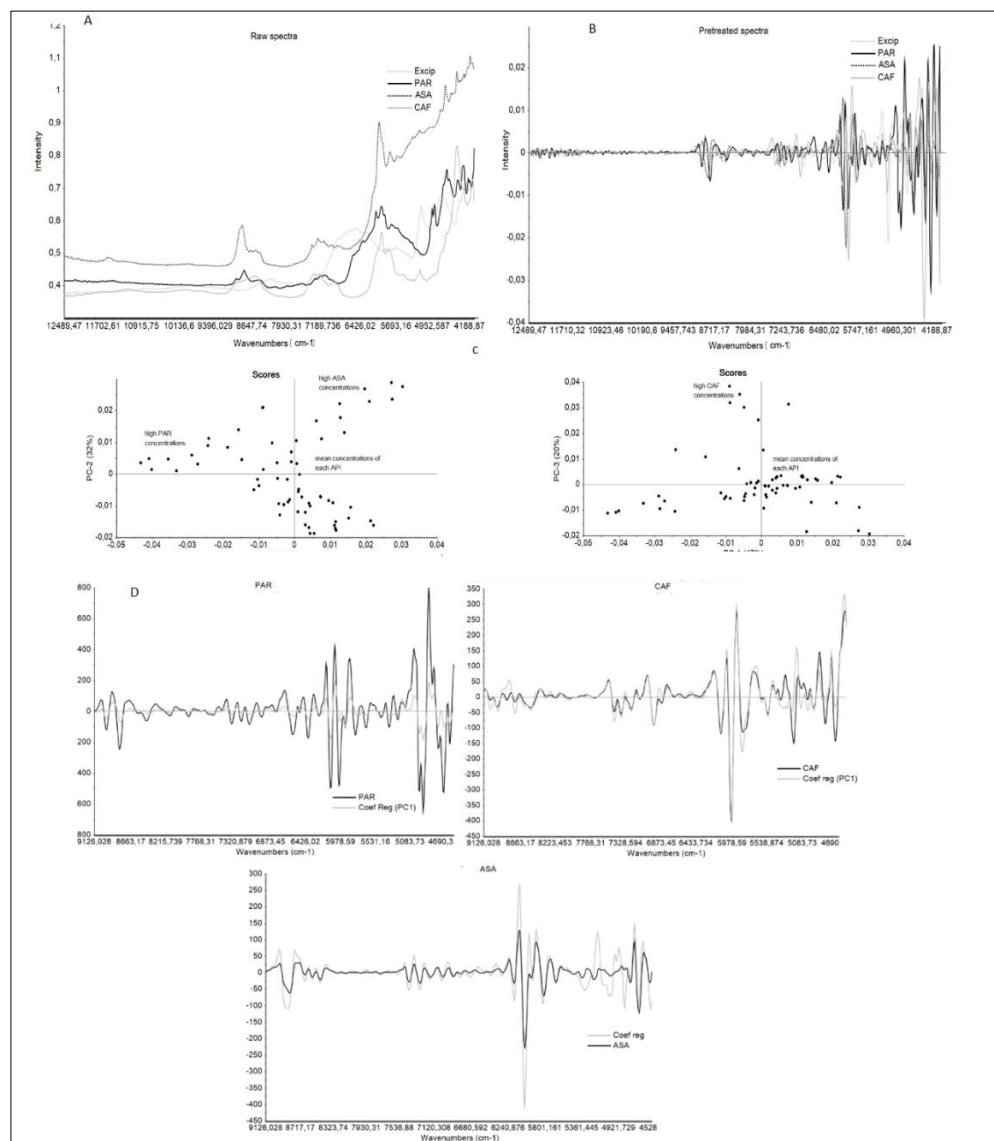 A
Raw spectra
Excip
PAR
ASA
CAF
1,2
1,1
1,0
0,9
0,8
0,7
0,6
0,5
0,4
Intensity
12489,47 11702,61 10915,75 10136,6 9396,029 8647,74 7930,31 7189,736 6426,02 5693,16 4952,587 4188,87
Wavenumbers ( cm-1)
B
Pretreated spectra
Excip
PAR
ASA
CAF
0,02
0,01
0
-0,01
-0,02
-0,03
-0,04
Intensity
12489,47 11710,32 10923,46 10190,6 9457,743 8717,17 7984,31 7243,736 6480,02 5747,161 4960,301 4188,87
Wavenumbers ( cm-1)
C
Scores
high ASA
concentrations
high PAR
concentrations
mean concentrations of
each API
0,02
0,01
0
-0,01
-0,02
PC-2 (32%)
-0,05 -0,04 -0,03 -0,02 -0,01 0 0,01 0,02 0,03 0,04
Scores
high CAF
concentrations
mean concentrations of
each API
0,04
0,03
0,02
0,01
0
-0,01
-0,02
PC-3 (20%)
-0,05 -0,04 -0,03 -0,02 -0,01 0 0,01 0,02 0,03 0,04
D
PAR
800
600
400
200
0
200
400
600
800
PAR
Coef Reg (PC1)
9126,028 8663,17 8215,739 7768,31 7320,879 6873,45 6426,02 5978,59 5531,16 5083,73 4690,3
Wavenumbers (cm-1)
CAF
350
300
250
200
150
100
50
0
-50
-100
-150
-200
-250
-300
-350
-400
-450
CAF
Coef reg (PC1)
9126,028 8663,17 8223,453 7768,31 7328,594 6873,45 6433,734 5978,59 5538,874 5083,73 4690
Wavenumbers (cm-1)
ASA
300
250
200
150
100
50
0
-50
-100
-150
-200
-250
-300
-350
-400
-450
Coef reg
ASA
9126,028 8717,17 8323,74 7930,31 7536,88 7120,308 6680,592 6240,876 5801,161 5361,445 4921,729 4528
Wavenumbers (cm-1)